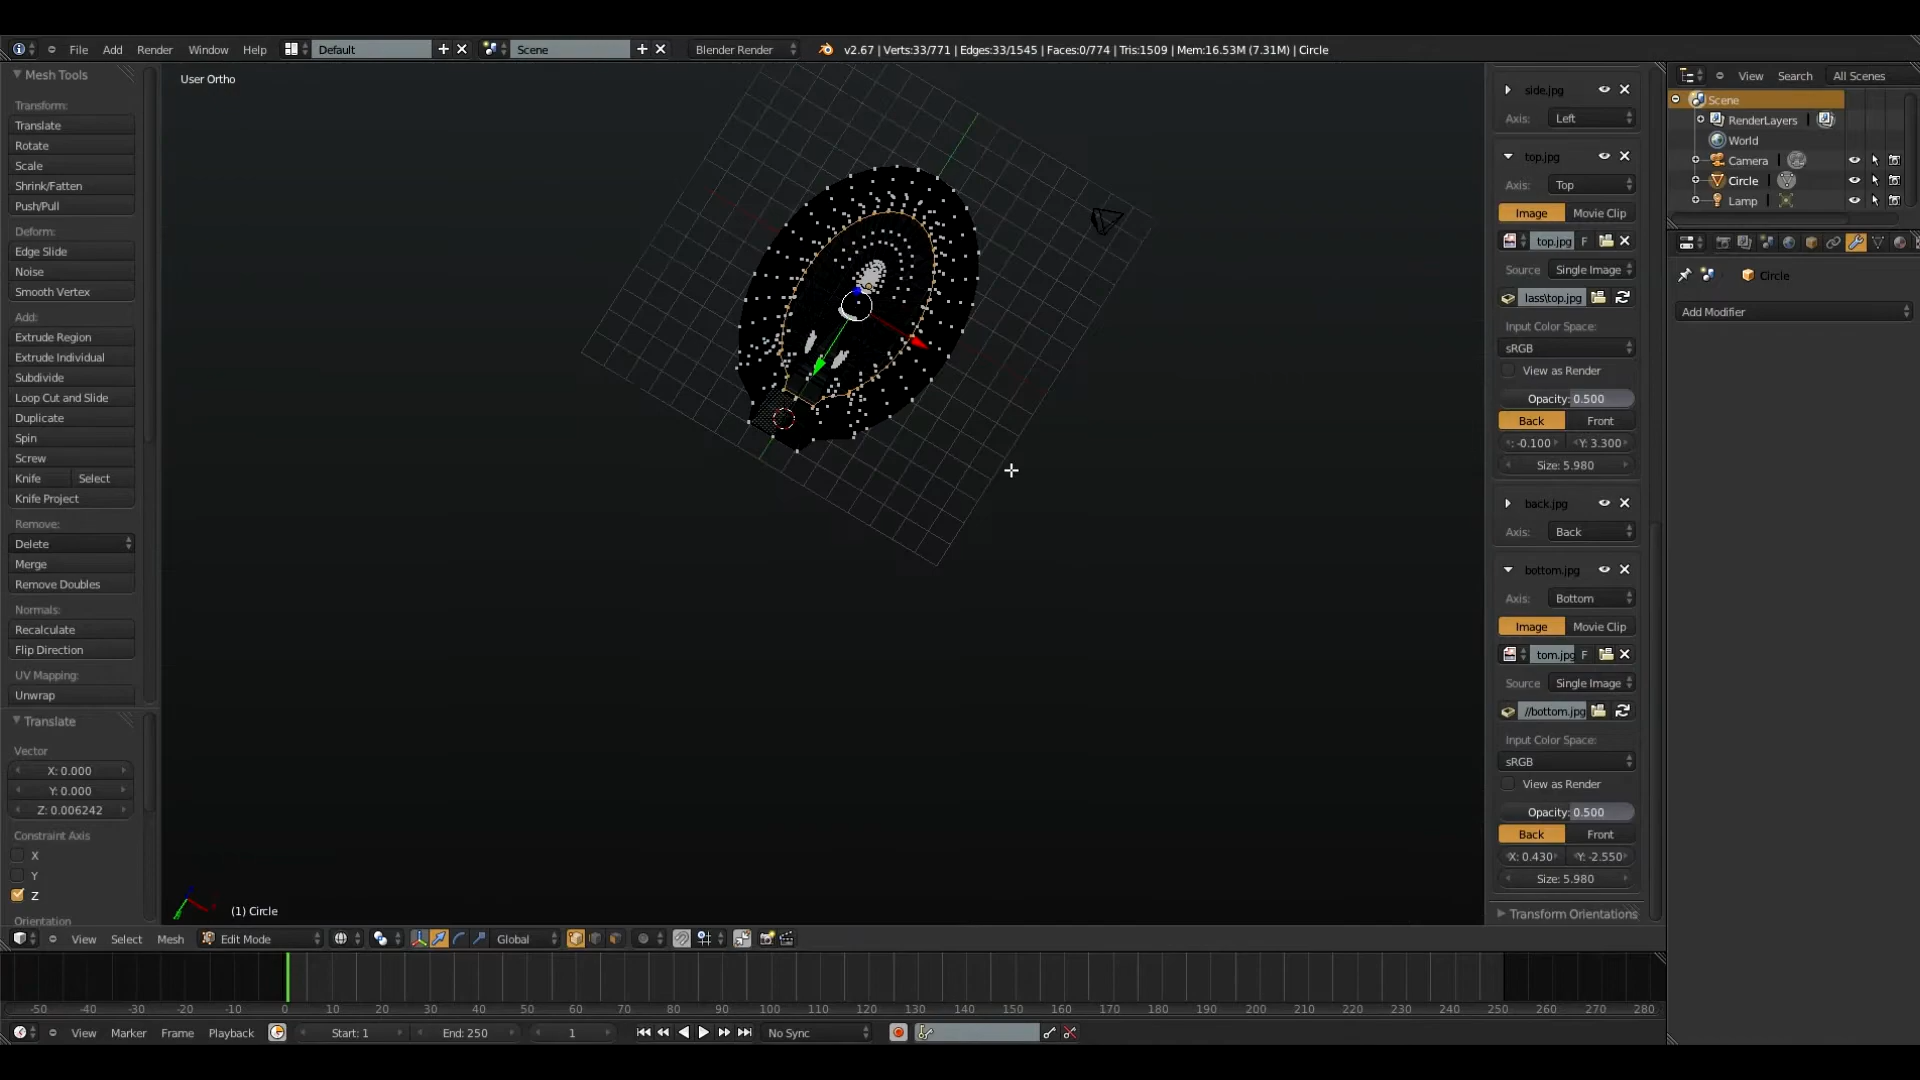 File Add Render Window Help Default Scene Blender Render v2.67 | Verts:33/771 | Edges:33/1545 | Faces:0/774 | Tris:1509 | Mem:16.53M (7.31M) | Circle
Mesh Tools
Transform:
Translate
Rotate
Scale
Shrink/Fatten
Push/Pull
Deform:
Edge Slide
Noise
Smooth Vertex
Add:
Extrude Region
Extrude Individual
Subdivide
Loop Cut and Slide
Duplicate
Spin
Screw
Knife Select
Knife Project
Remove:
Delete
Merge
Remove Doubles
Normals:
Recalculate
Flip Direction
UV Mapping:
Unwrap
Translate
Vector
X: 0.000
Y: 0.000
Z: 0.006242
Constraint Axis
X
Y
Z
Orientation
User Ortho
(1) Circle
side.jpg
Axis: Left
top.jpg
Axis: Top
Image Movie Clip
top.jpg F
Source Single Image
lass\top.jpg
Input Color Space:
sRGB
View as Render
Opacity: 0.500
Back Front
: -0.100 Y: 3.300
Size: 5.980
back.jpg
Axis: Back
bottom.jpg
Axis: Bottom
Image Movie Clip
tom.jpg F
Source Single Image
//bottom.jpg
Input Color Space:
sRGB
View as Render
Opacity: 0.500
Back Front
X: 0.430 Y: -2.550
Size: 5.980
Transform Orientations
View Search All Scenes
Scene
RenderLayers
World
Camera
Circle
Lamp
Circle
Add Modifier
View Select Mesh Edit Mode Global
-50 -40 -30 -20 -10 0 10 20 30 40 50 60 70 80 90 100 110 120 130 140 150 160 170 180 190 200 210 220 230 240 250 260 270 280
View Marker Frame Playback Start: 1 End: 250 1 No Sync